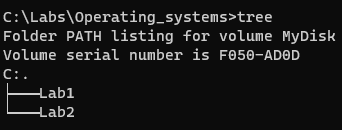 C:\Labs\Operating_systems>tree
Folder PATH listing for volume MyDisk
Volume serial number is F050-AD0D
C:.
├───Lab1
└───Lab2